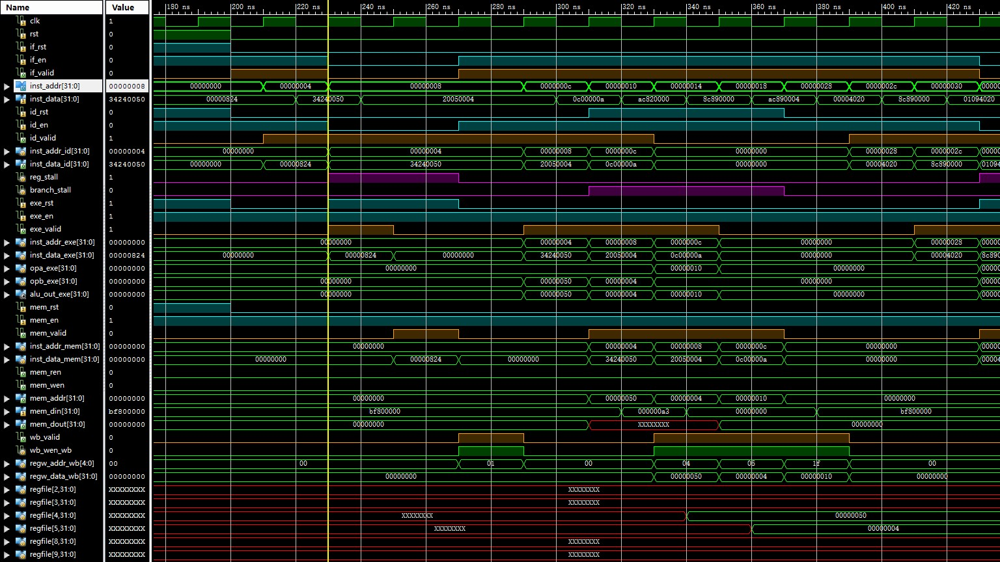 Name Value 180 ns 200 ns 220 ns 240 ns 260 ns 280 ns 300 ns 320 ns 340 ns 360 ns 380 ns 400 ns 420 ns
clk 1
rst 0
if_rst 0
if_en 0
if_valid 0
inst_addr[31:0] 00000008 00000000 00000004 00000008 0000000c 00000010 00000014 00000018 00000028 0000002c 00000030 0000
inst_data[31:0] 34240050 00000824 34240050 20050004 0c00000a ac820000 8c890000 ac890004 00004020 8c890000 01094020
id_rst 0
id_en 0
id_valid 1
inst_addr_id[31:0] 00000004 00000000 00000004 00000008 0000000c 00000000 00000028 0000002c 0000
inst_data_id[31:0] 34240050 00000000 00000824 34240050 20050004 0c00000a 00000000 00004020 8c890000 01094
reg_stall 1
branch_stall 0
exe_rst 1
exe_en 1
exe_valid 1
inst_addr_exe[31:0] 00000000 00000000 00000004 00000008 0000000c 00000000 00000028 0000
inst_data_exe[31:0] 00000824 00000000 00000824 00000000 34240050 20050004 0c00000a 00000000 00004020 8c890
opa_exe[31:0] 00000000 00000000 00000010 00000000 0000
opb_exe[31:0] 00000000 00000000 00000050 00000004 00000000 0000
alu_out_exe[31:0] 00000000 00000000 00000050 00000004 00000010 00000000 0000
mem_rst 0
mem_en 1
mem_valid 0
inst_addr_mem[31:0] 00000000 00000000 00000004 00000008 0000000c 00000000 0000
inst_data_mem[31:0] 00000000 00000000 00000824 00000000 34240050 20050004 0c00000a 00000000 00004
mem_ren 0
mem_wen 0
mem_addr[31:0] 00000000 00000000 00000050 00000004 00000010 00000000
mem_din[31:0] bf800000 bf800000 000000a3 00000000 bf800000
mem_dout[31:0] 00000000 00000000 XXXXXXXX 00000000
wb_valid 0
wb_wen_wb 0
regw_addr_wb[4:0] 00 00 01 00 04 05 1f 00
regw_data_wb[31:0] 00000000 00000000 00000050 00000004 00000010 00000000
regfile[2,31:0] XXXXXXXX XXXXXXXX
regfile[3,31:0] XXXXXXXX XXXXXXXX
regfile[4,31:0] XXXXXXXX XXXXXXXX 00000050
regfile[5,31:0] XXXXXXXX XXXXXXXX 00000004
regfile[8,31:0] XXXXXXXX XXXXXXXX
regfile[9,31:0] XXXXXXXX XXXXXXXX